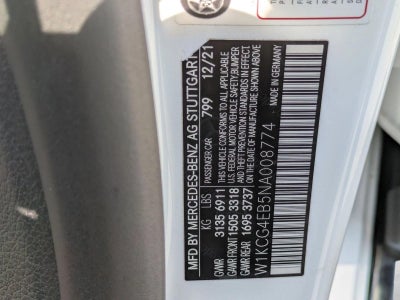 MFD BY MERCEDES-BENZ AG STUTTGART
PASSENGER CAR 799 12/21
KG LBS
GVWR 3135 6911
GAWR FRONT 1505 3318
GAWR REAR 1695 3737
THIS VEHICLE CONFORMS TO ALL APPLICABLE
U.S. FEDERAL MOTOR VEHICLE SAFETY, BUMPER
AND THEFT PREVENTION STANDARDS IN EFFECT
ON THE DATE OF MANUFACTURE SHOWN ABOVE
W1KCG4EB5NA008774
MADE IN GERMANY